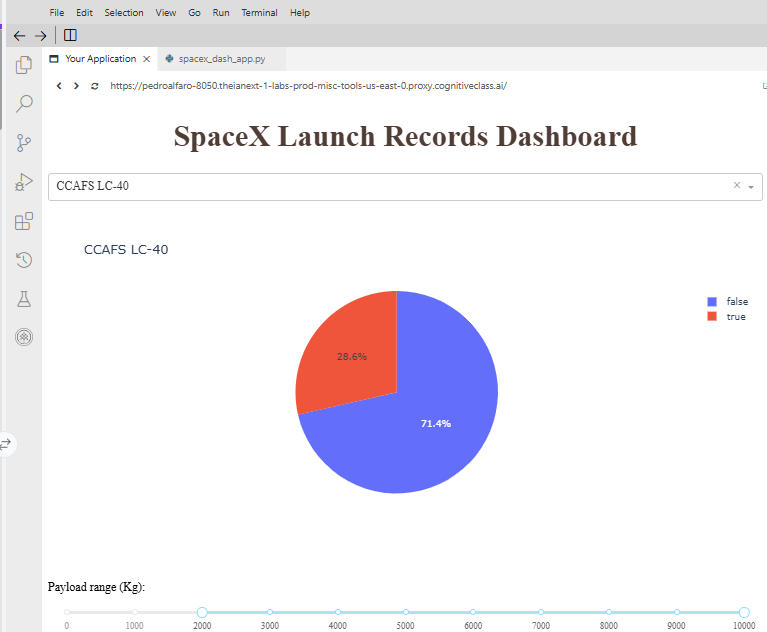 File Edit Selection View Go Run Terminal Help
Your Application spacex_dash_app.py
https://pedroalfaro-8050.theianext-1-labs-prod-misc-tools-us-east-0.proxy.cognitiveclass.ai/
SpaceX Launch Records Dashboard
CCAFS LC-40
CCAFS LC-40
false
true
28.6%
71.4%
Payload range (Kg):
0 1000 2000 3000 4000 5000 6000 7000 8000 9000 10000